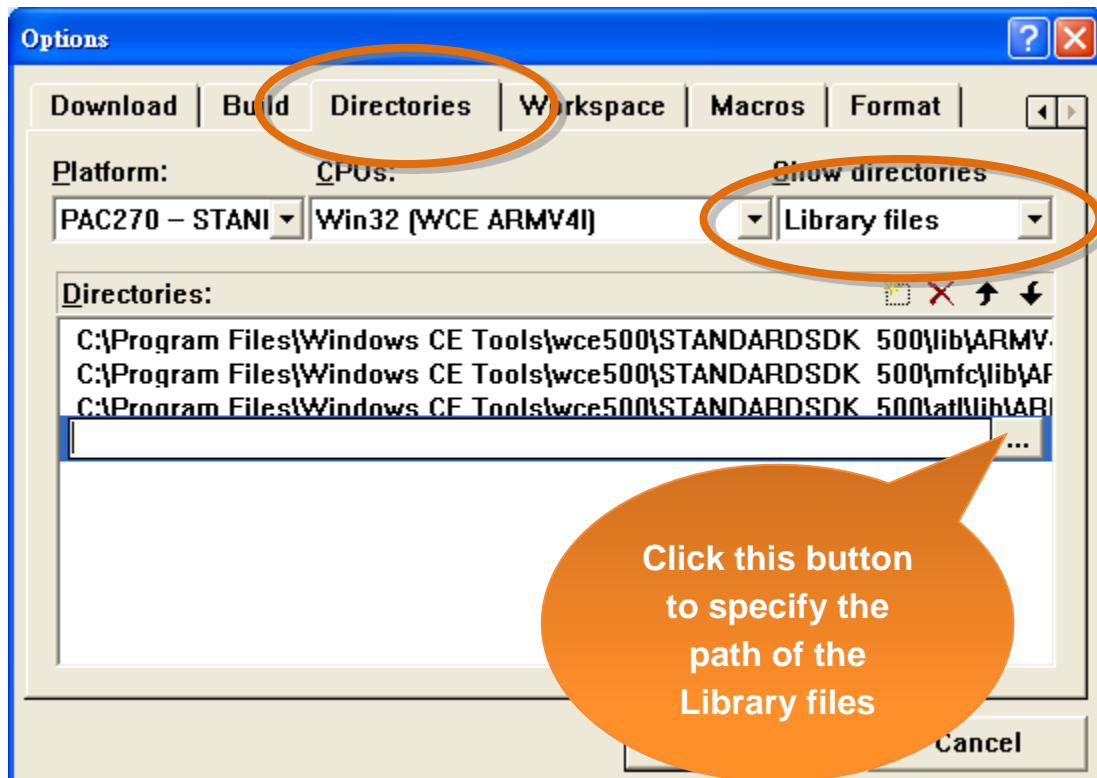 Options
Download Build Directories Workspace Macros Format
Platform: CPUs: Show directories
PAC270 – STANI Win32 (WCE ARMV4I) Library files
Directories:
C:\Program Files\Windows CE Tools\wce500\STANDARDSDK_500\lib\ARMV
C:\Program Files\Windows CE Tools\wce500\STANDARDSDK_500\mfc\lib\AR
C:\Program Files\Windows CE Tools\wce500\STANDARDSDK_500\atl\lib\ARI
...
Click this button
to specify the
path of the
Library files
Cancel